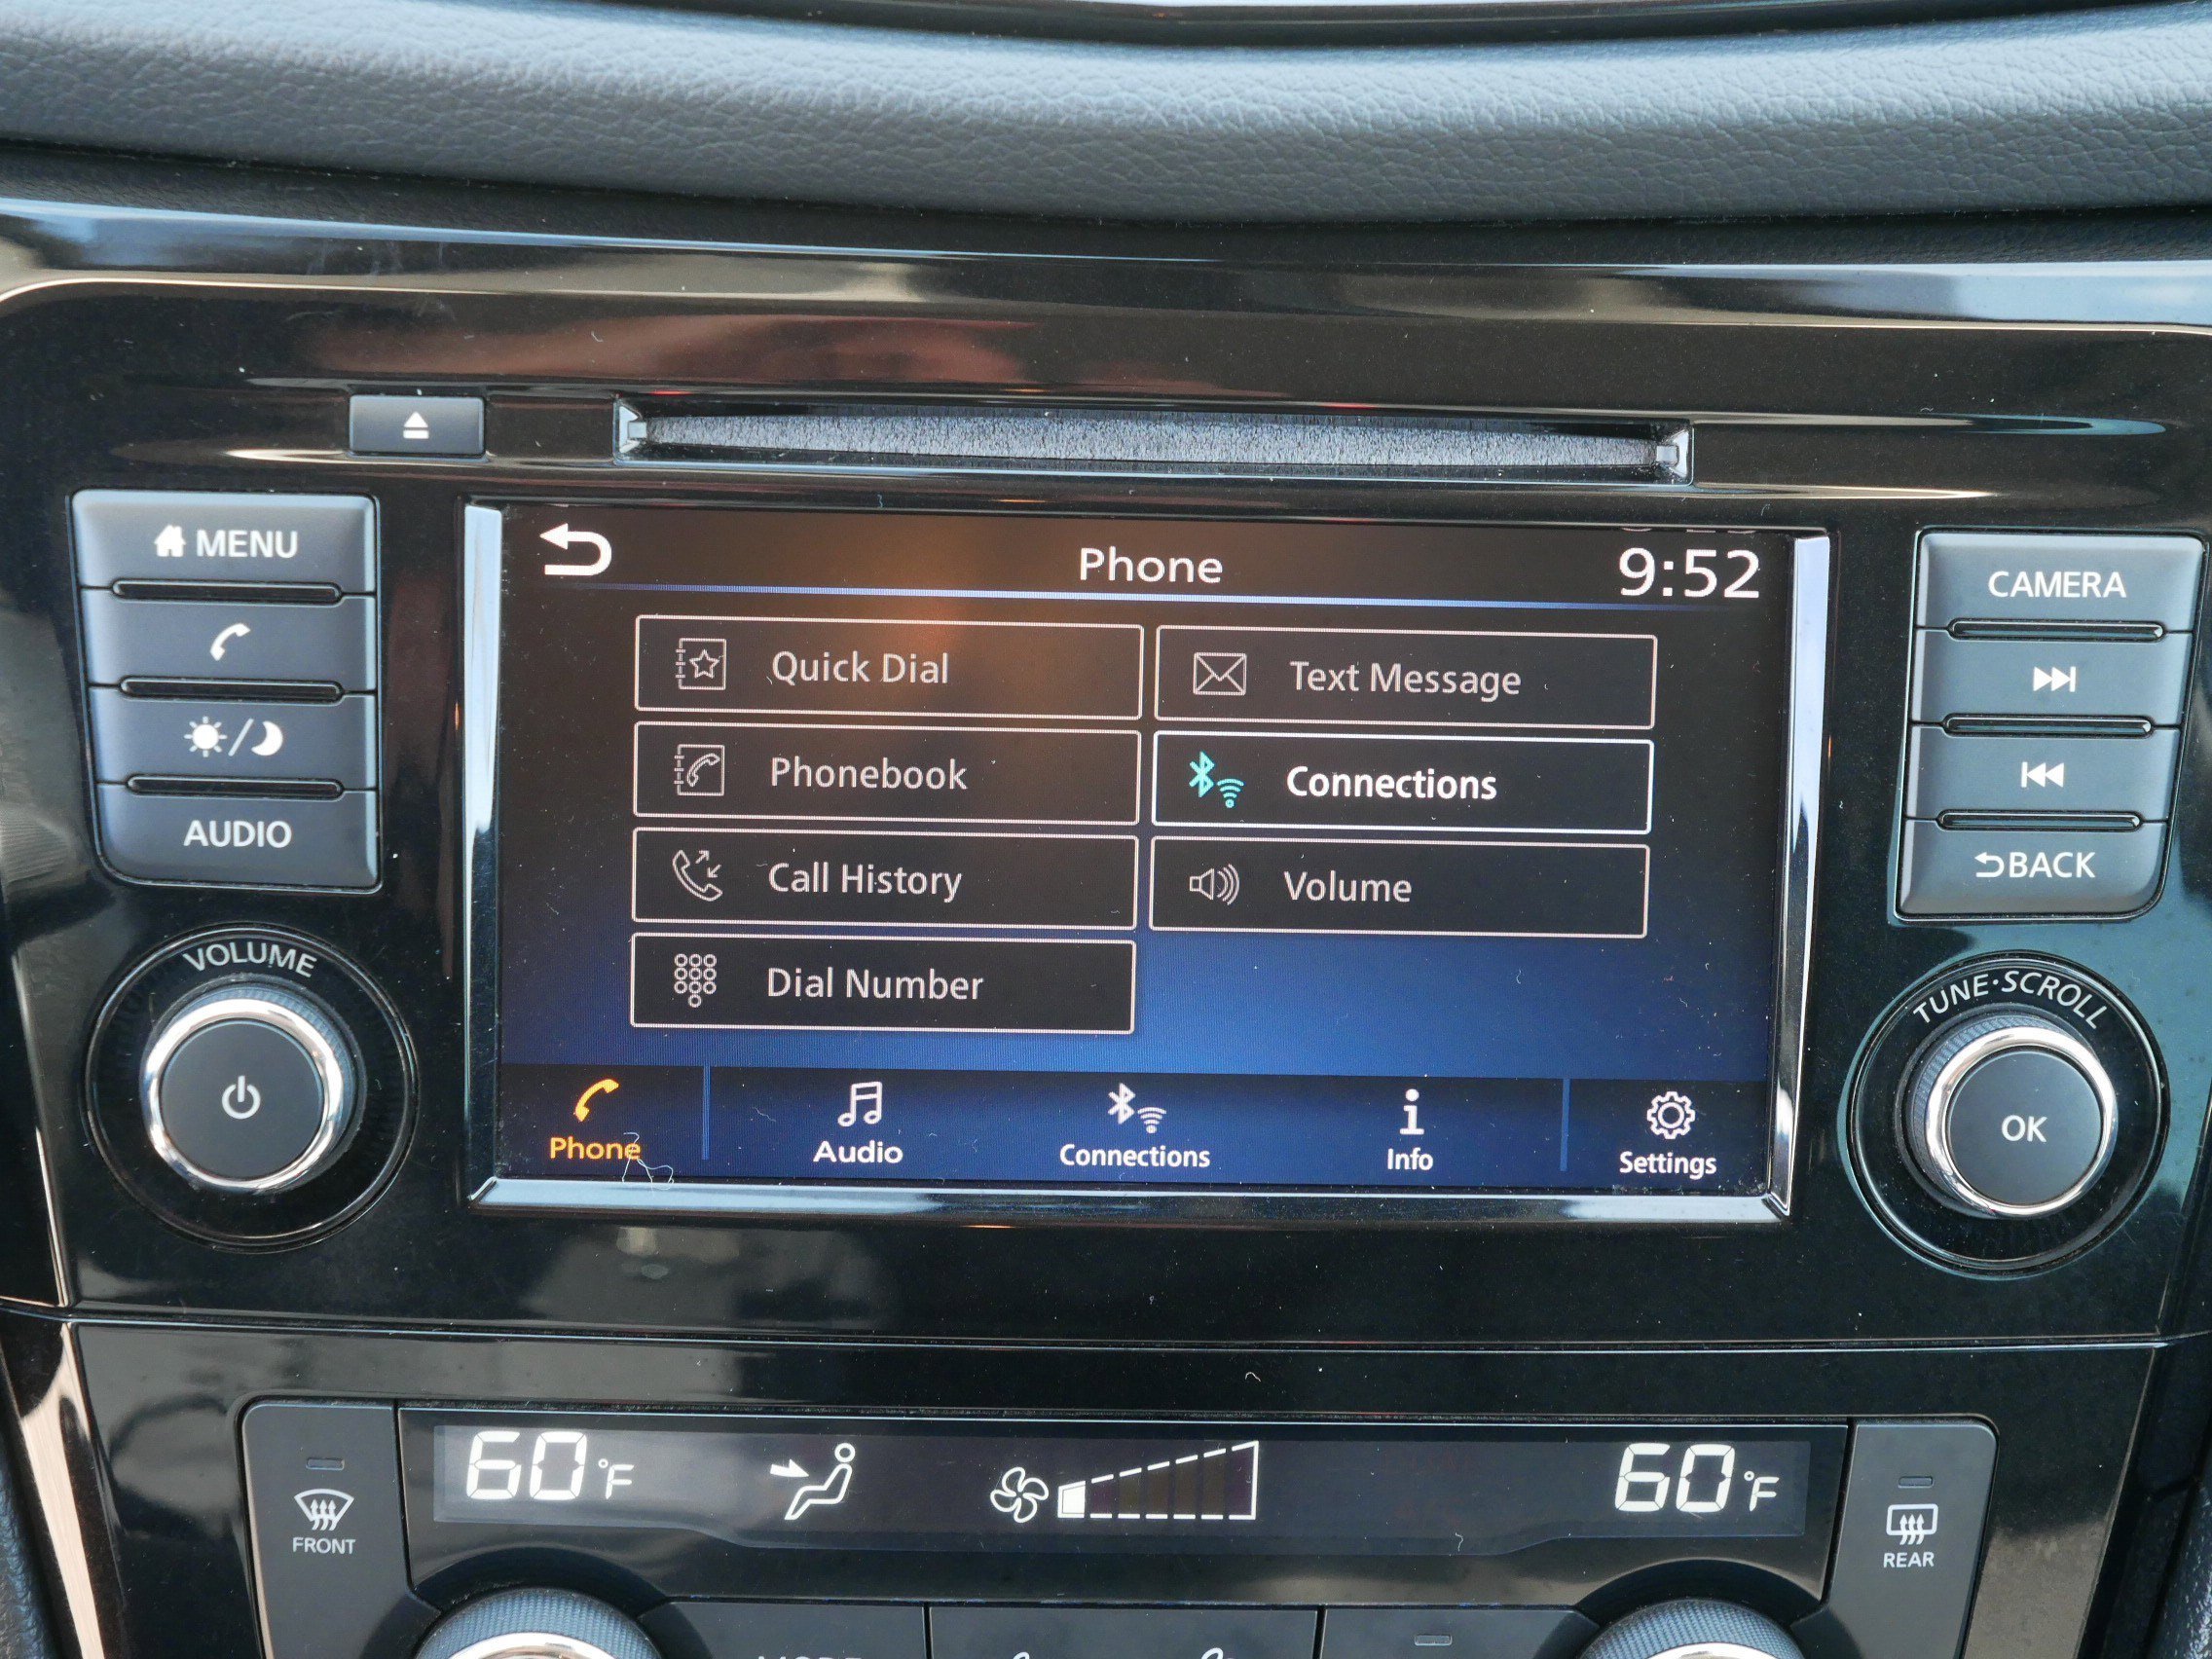 MENU
AUDIO
VOLUME
Phone
9:52
Quick Dial
Text Message
Phonebook
Connections
Call History
Volume
Dial Number
Phone
Audio
Connections
Info
Settings
CAMERA
BACK
TUNE·SCROLL
OK
60°F
60°F
FRONT
REAR